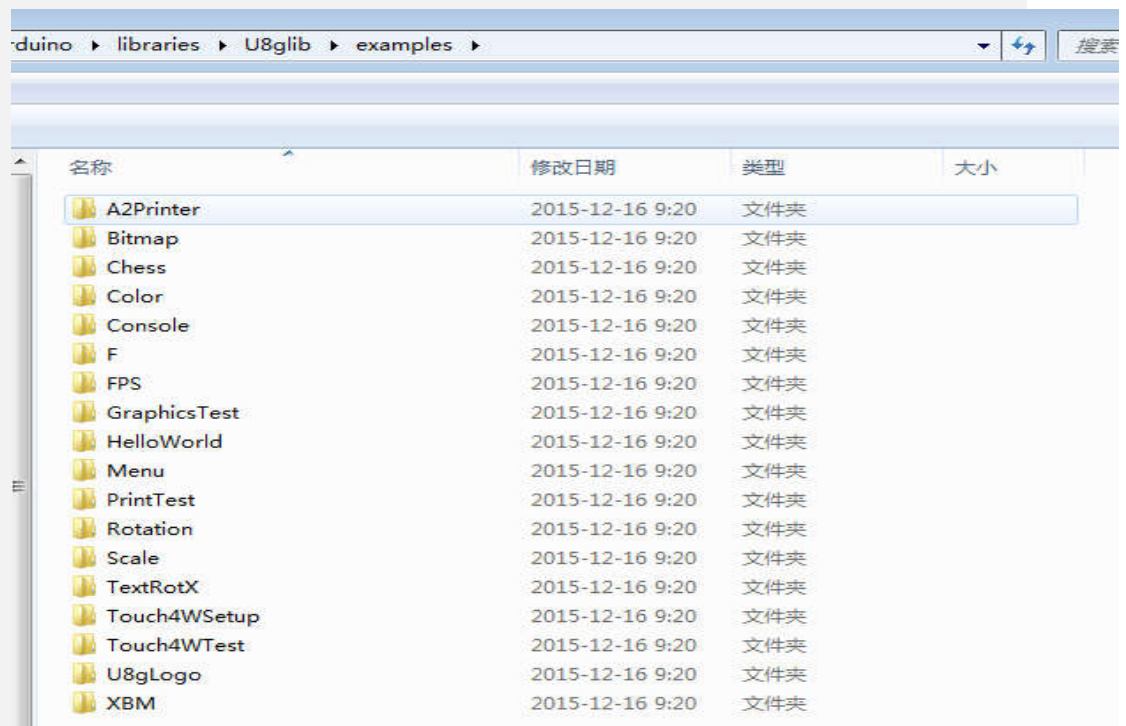 rduino ▸ libraries ▸ U8glib ▸ examples ▸ 搜索
名称 修改日期 类型 大小
A2Printer 2015-12-16 9:20 文件夹
Bitmap 2015-12-16 9:20 文件夹
Chess 2015-12-16 9:20 文件夹
Color 2015-12-16 9:20 文件夹
Console 2015-12-16 9:20 文件夹
F 2015-12-16 9:20 文件夹
FPS 2015-12-16 9:20 文件夹
GraphicsTest 2015-12-16 9:20 文件夹
HelloWorld 2015-12-16 9:20 文件夹
Menu 2015-12-16 9:20 文件夹
PrintTest 2015-12-16 9:20 文件夹
Rotation 2015-12-16 9:20 文件夹
Scale 2015-12-16 9:20 文件夹
TextRotX 2015-12-16 9:20 文件夹
Touch4WSetup 2015-12-16 9:20 文件夹
Touch4WTest 2015-12-16 9:20 文件夹
U8gLogo 2015-12-16 9:20 文件夹
XBM 2015-12-16 9:20 文件夹